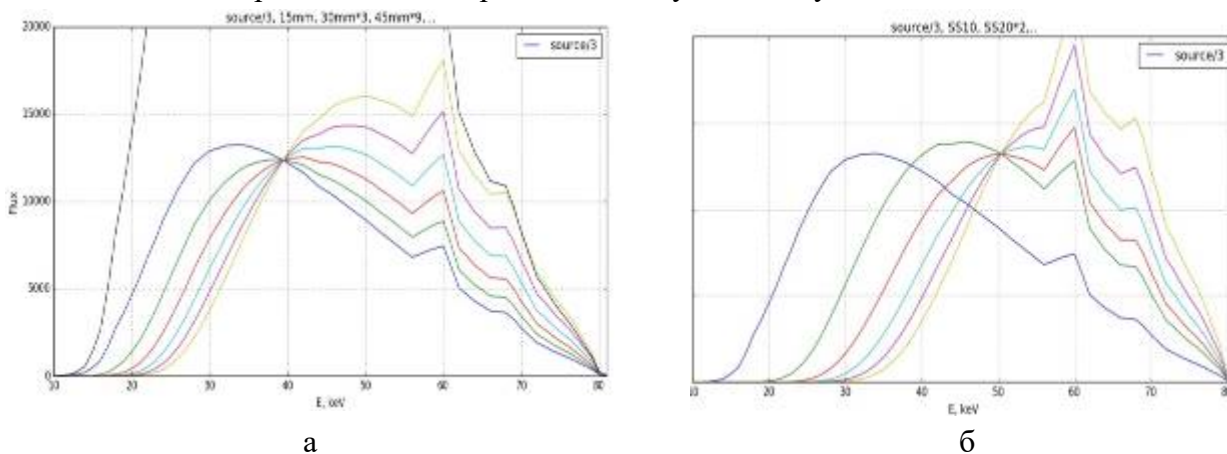 source/3, 15mm, 30mm*3, 45mm*9,...
20000
15000
10000
5000
0
Flux
source/3
10 20 30 40 50 60 70 80
E, keV
а
source/3, SS10, SS20*2,..
source/3
10 20 30 40 50 60 70 80
E, keV
б